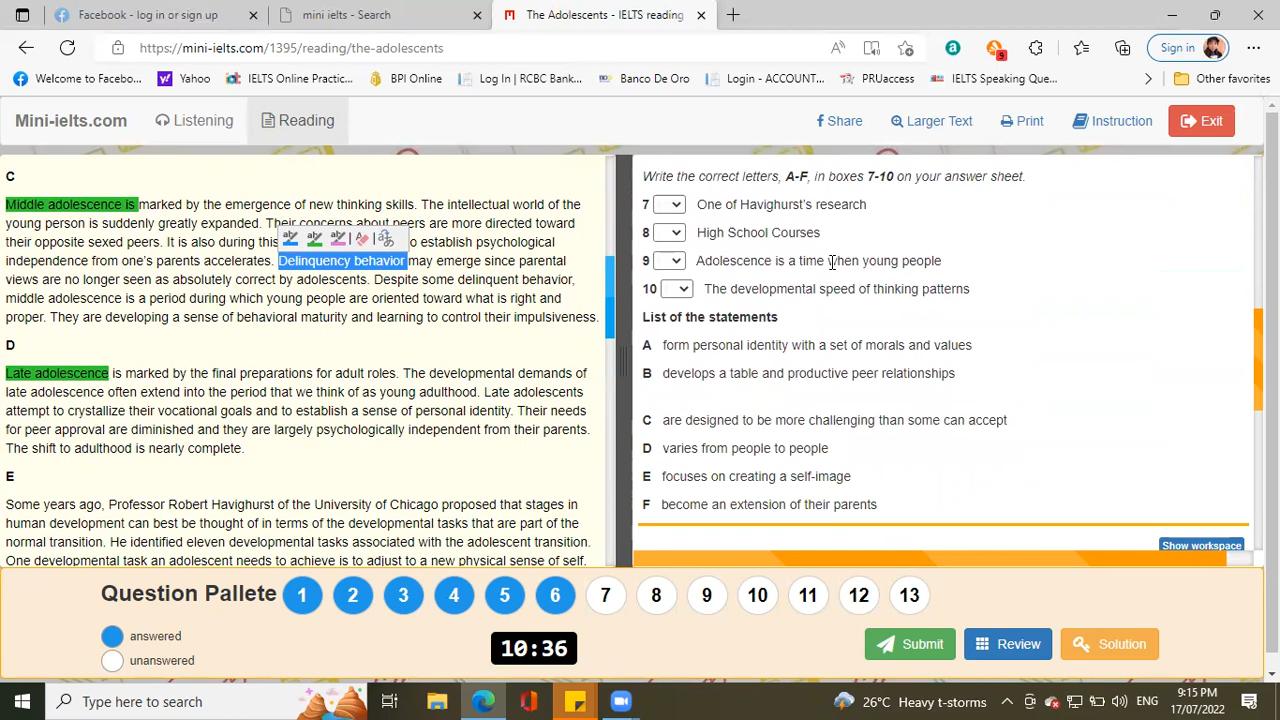 Facebook - log in or sign up
mini ielts - Search
The Adolescents - IELTS reading
https://mini-ielts.com/1395/reading/the-adolescents
Sign in
9
Welcome to Facebo...
Yahoo
IELTS Online Practic...
BPI Online
Log In | RCBC Bank...
Banco De Oro
Login - ACCOUNT...
PRUaccess
IELTS Speaking Que...
Other favorites
Mini-ielts.com
Listening
Reading
Share
Larger Text
Print
Instruction
Exit
C
Middle adolescence is marked by the emergence of new thinking skills. The intellectual world of the
young person is suddenly greatly expanded. Their concerns about peers are more directed toward
their opposite sexed peers. It is also during this to establish psychological
independence from one's parents accelerates. Delinquency behavior may emerge since parental
views are no longer seen as absolutely correct by adolescents. Despite some delinquent behavior,
middle adolescence is a period during which young people are oriented toward what is right and
proper. They are developing a sense of behavioral maturity and learning to control their impulsiveness.
D
Late adolescence is marked by the final preparations for adult roles. The developmental demands of
late adolescence often extend into the period that we think of as young adulthood. Late adolescents
attempt to crystallize their vocational goals and to establish a sense of personal identity. Their needs
for peer approval are diminished and they are largely psychologically independent from their parents.
The shift to adulthood is nearly complete.
E
Some years ago, Professor Robert Havighurst of the University of Chicago proposed that stages in
human development can best be thought of in terms of the developmental tasks that are part of the
normal transition. He identified eleven developmental tasks associated with the adolescent transition.
One developmental task an adolescent needs to achieve is to adjust to a new physical sense of self.
Write the correct letters, A-F, in boxes 7-10 on your answer sheet.
7 One of Havighurst's research
8 High School Courses
9 Adolescence is a time when young people
10 The developmental speed of thinking patterns
List of the statements
A form personal identity with a set of morals and values
B develops a table and productive peer relationships
C are designed to be more challenging than some can accept
D varies from people to people
E focuses on creating a self-image
F become an extension of their parents
Show workspace
Question Pallete 1 2 3 4 5 6 7 8 9 10 11 12 13
answered
unanswered
10:36
Submit
Review
Solution
Type here to search
26°C Heavy t-storms
ENG
9:15 PM
17/07/2022